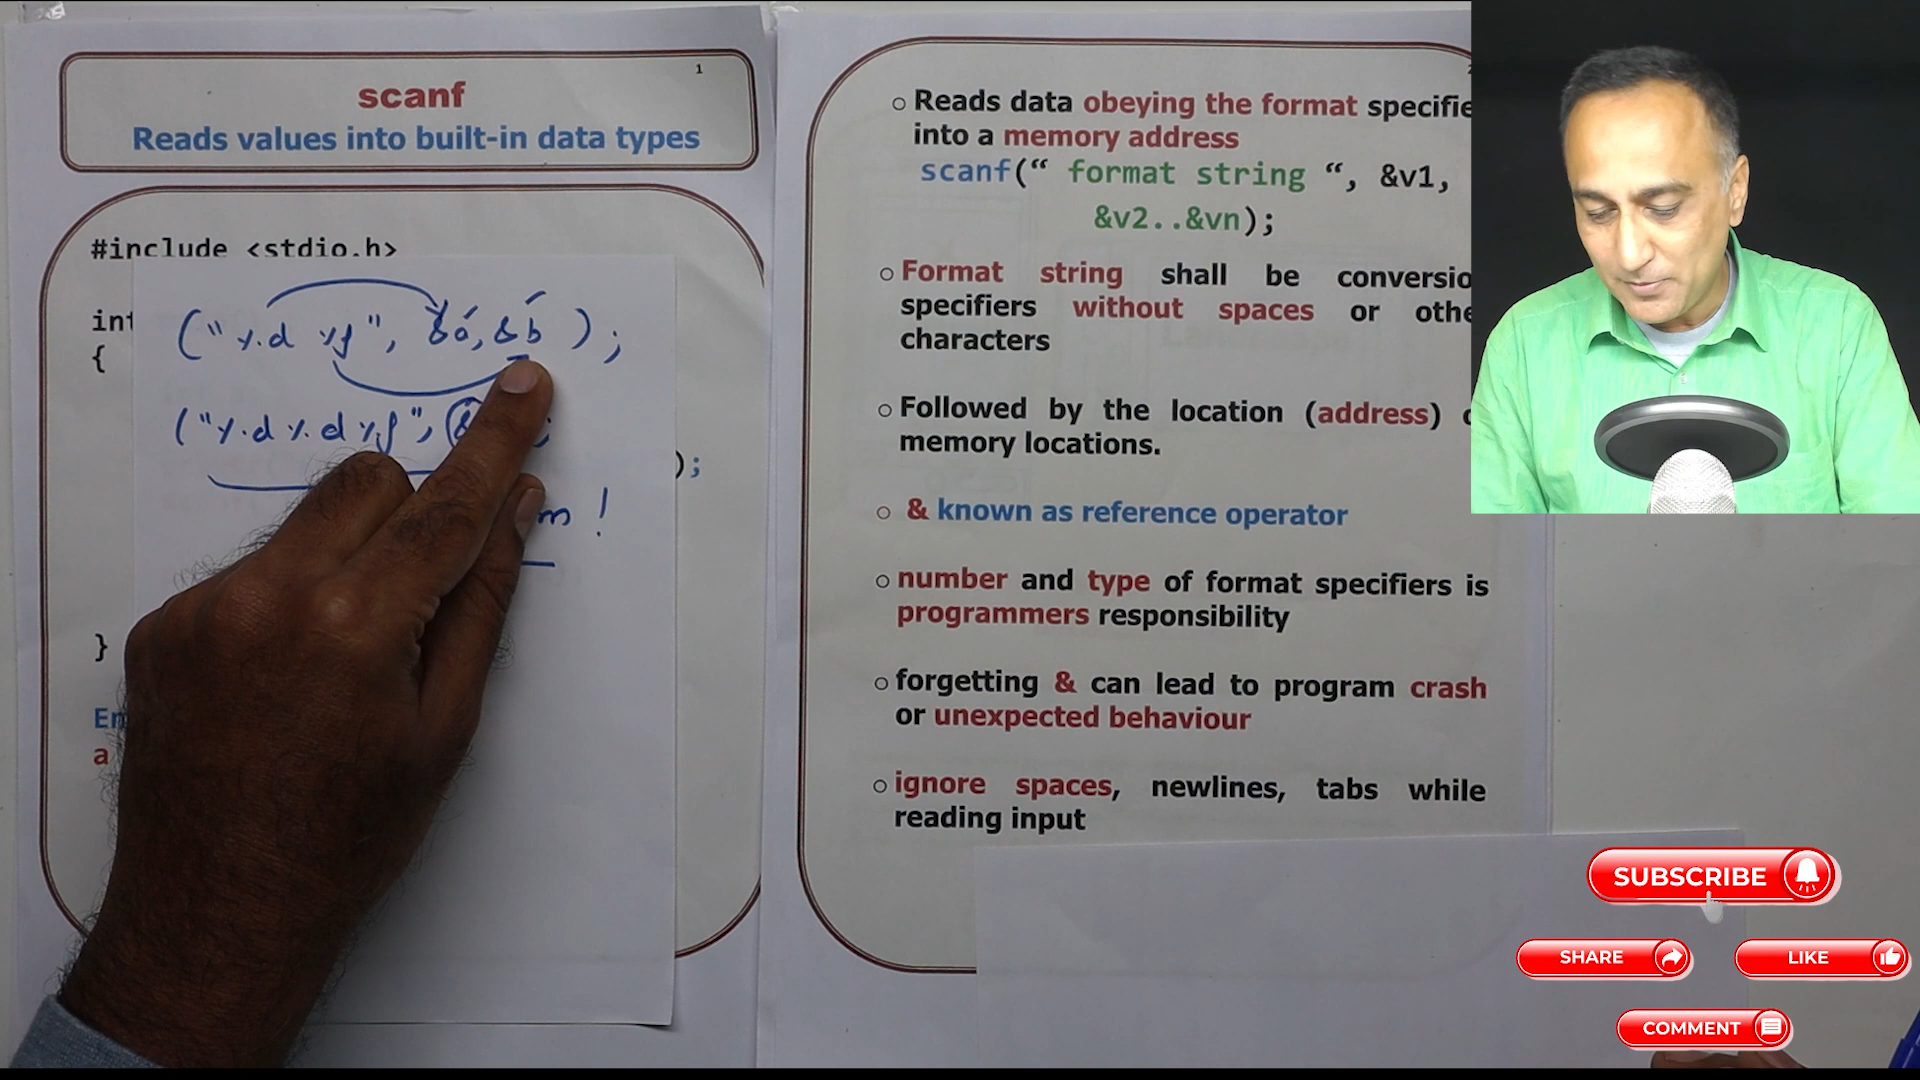 1
scanf
Reads values into built-in data types
#include <stdio.h>
int
{
("%d %f", &a, &b );
("%d %d %f", &
);
m !
}
En
a
Reads data obeying the format specifie
into a memory address
scanf(“ format string “, &v1,
&v2..&vn);
Format string shall be conversio
specifiers without spaces or othe
characters
Followed by the location (address) o
memory locations.
& known as reference operator
number and type of format specifiers is
programmers responsibility
forgetting & can lead to program crash
or unexpected behaviour
ignore spaces, newlines, tabs while
reading input
SUBSCRIBE
SHARE
LIKE
COMMENT